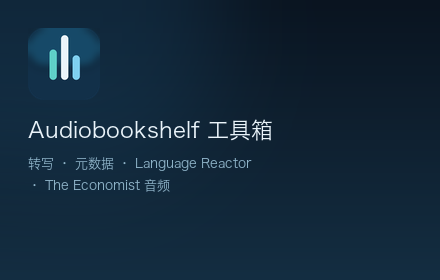 Audiobookshelf 工具箱
转写 · 元数据 · Language Reactor
· The Economist 音频